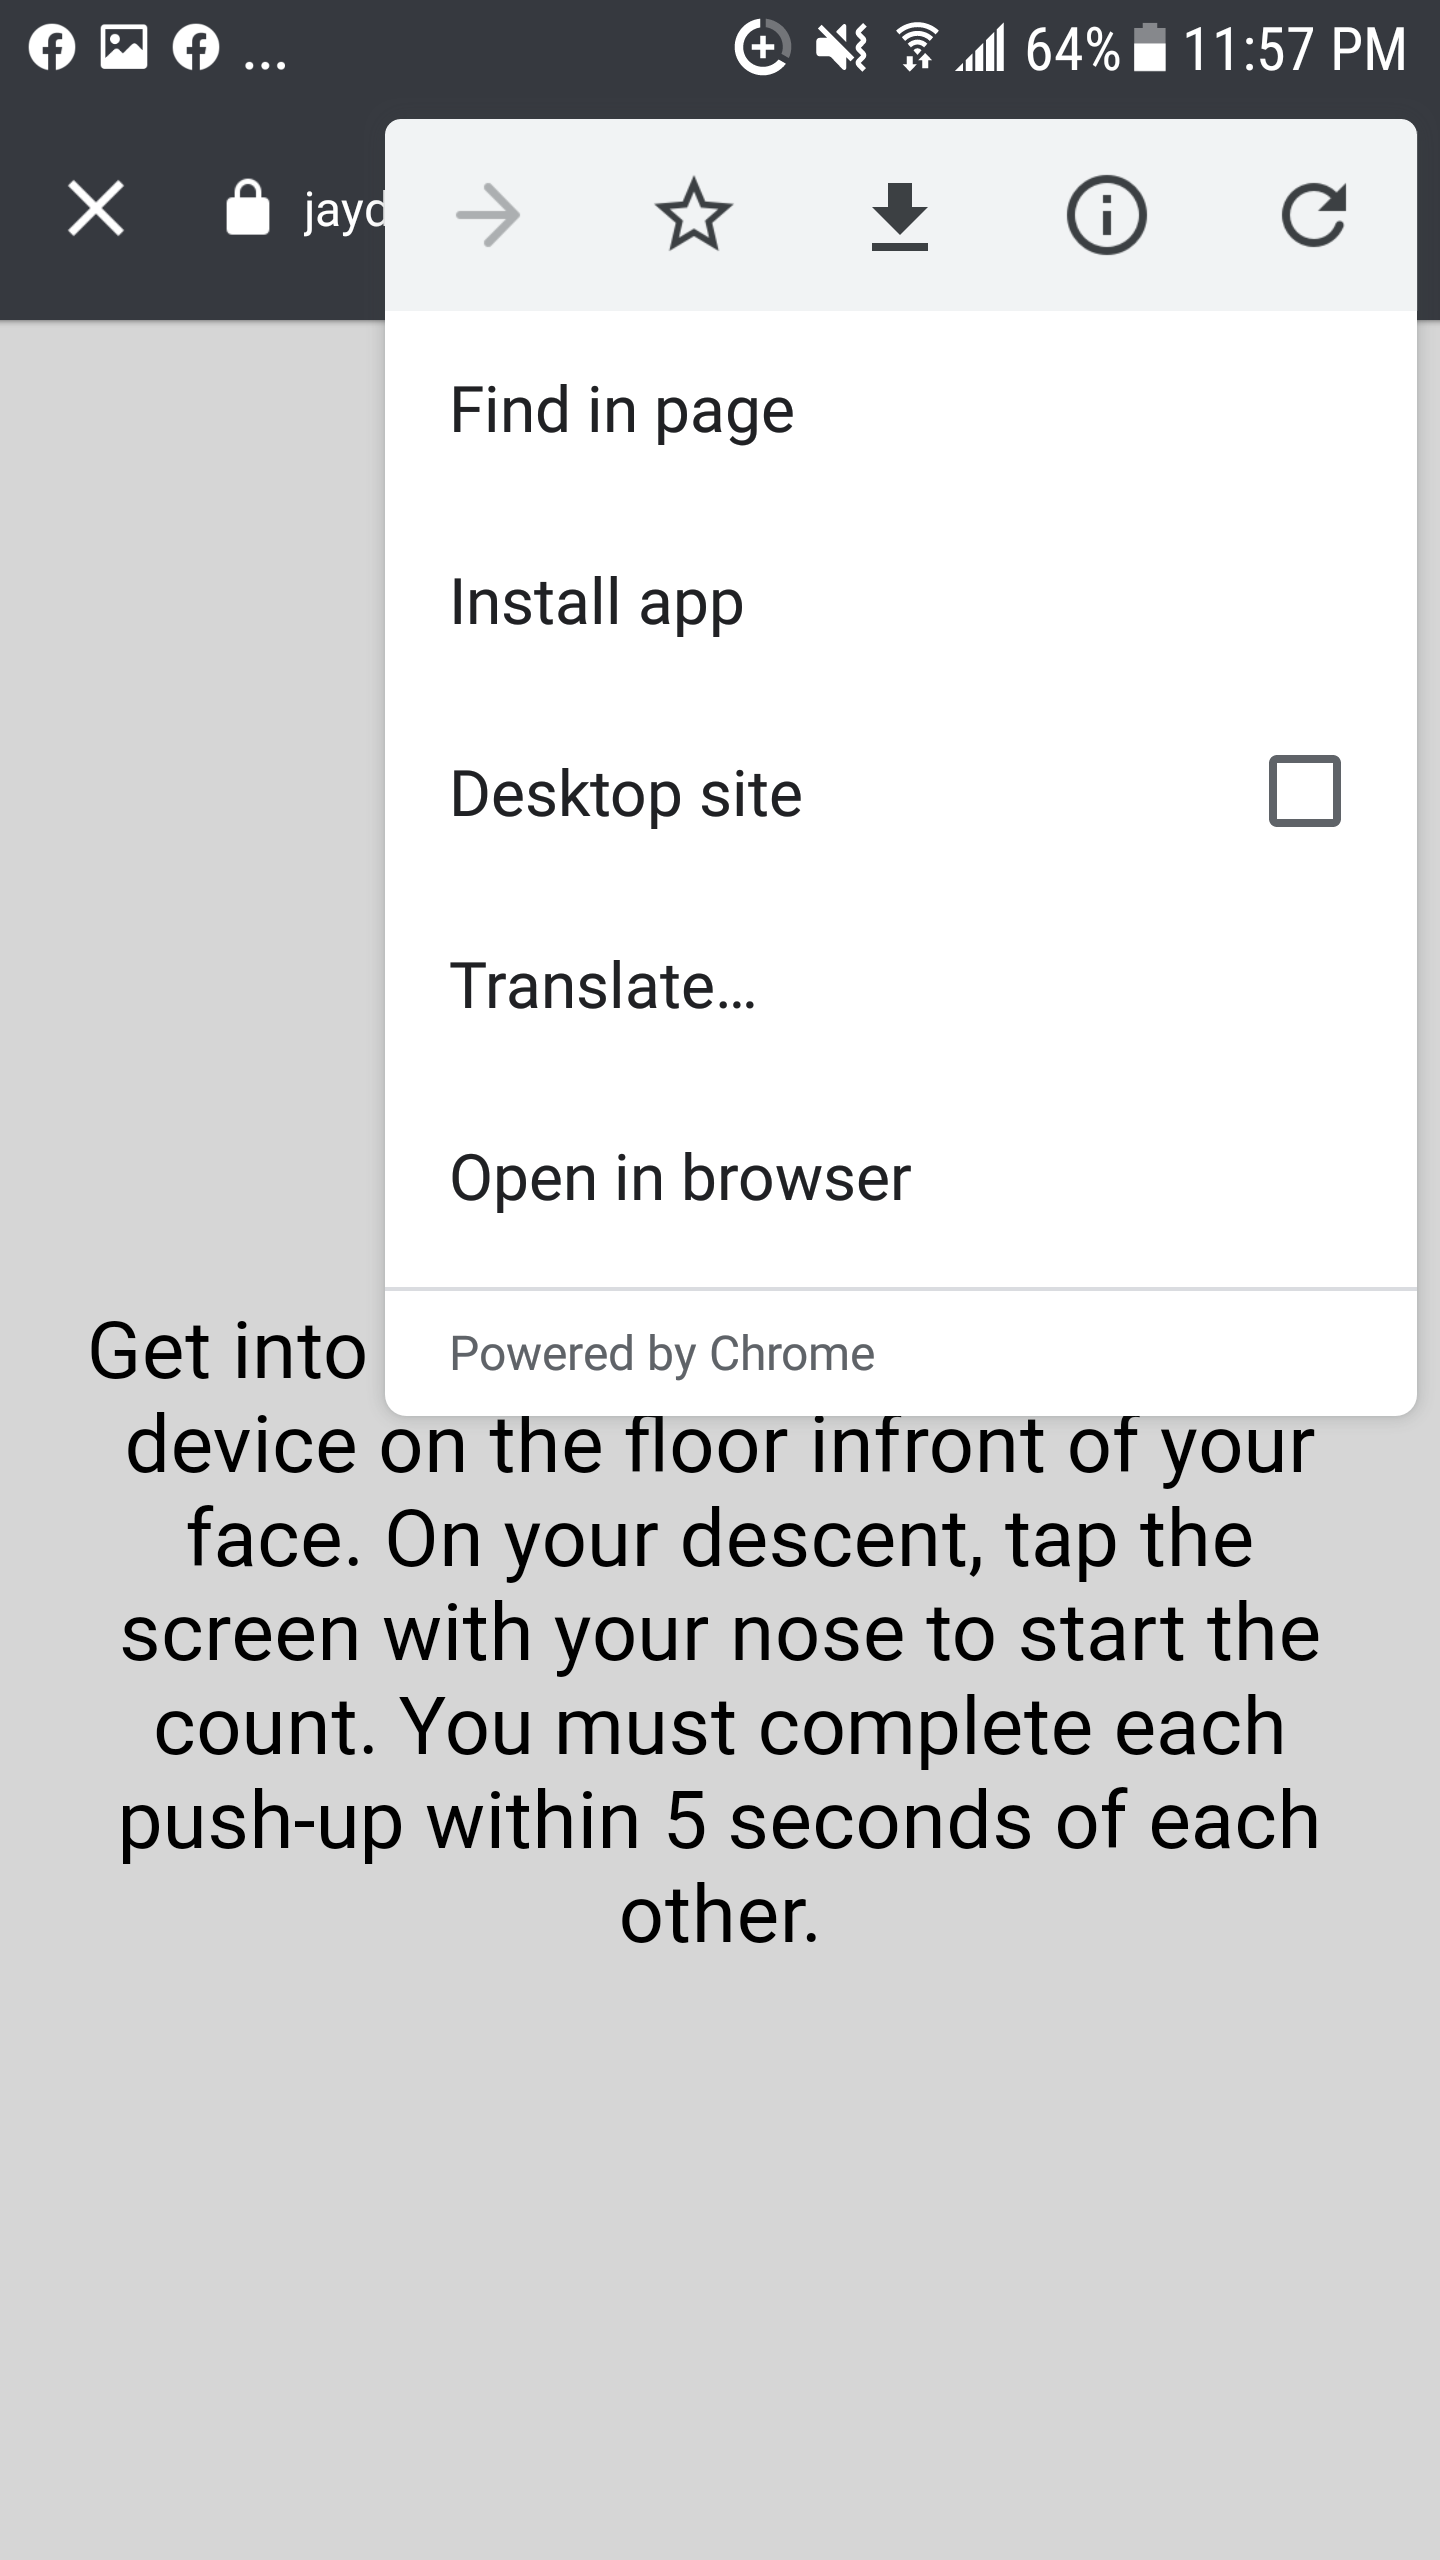 ... 64% 11:57 PM
jayd
Find in page
Install app
Desktop site
Translate...
Open in browser
Powered by Chrome
Get into
device on the floor infront of your
face. On your descent, tap the
screen with your nose to start the
count. You must complete each
push-up within 5 seconds of each
other.